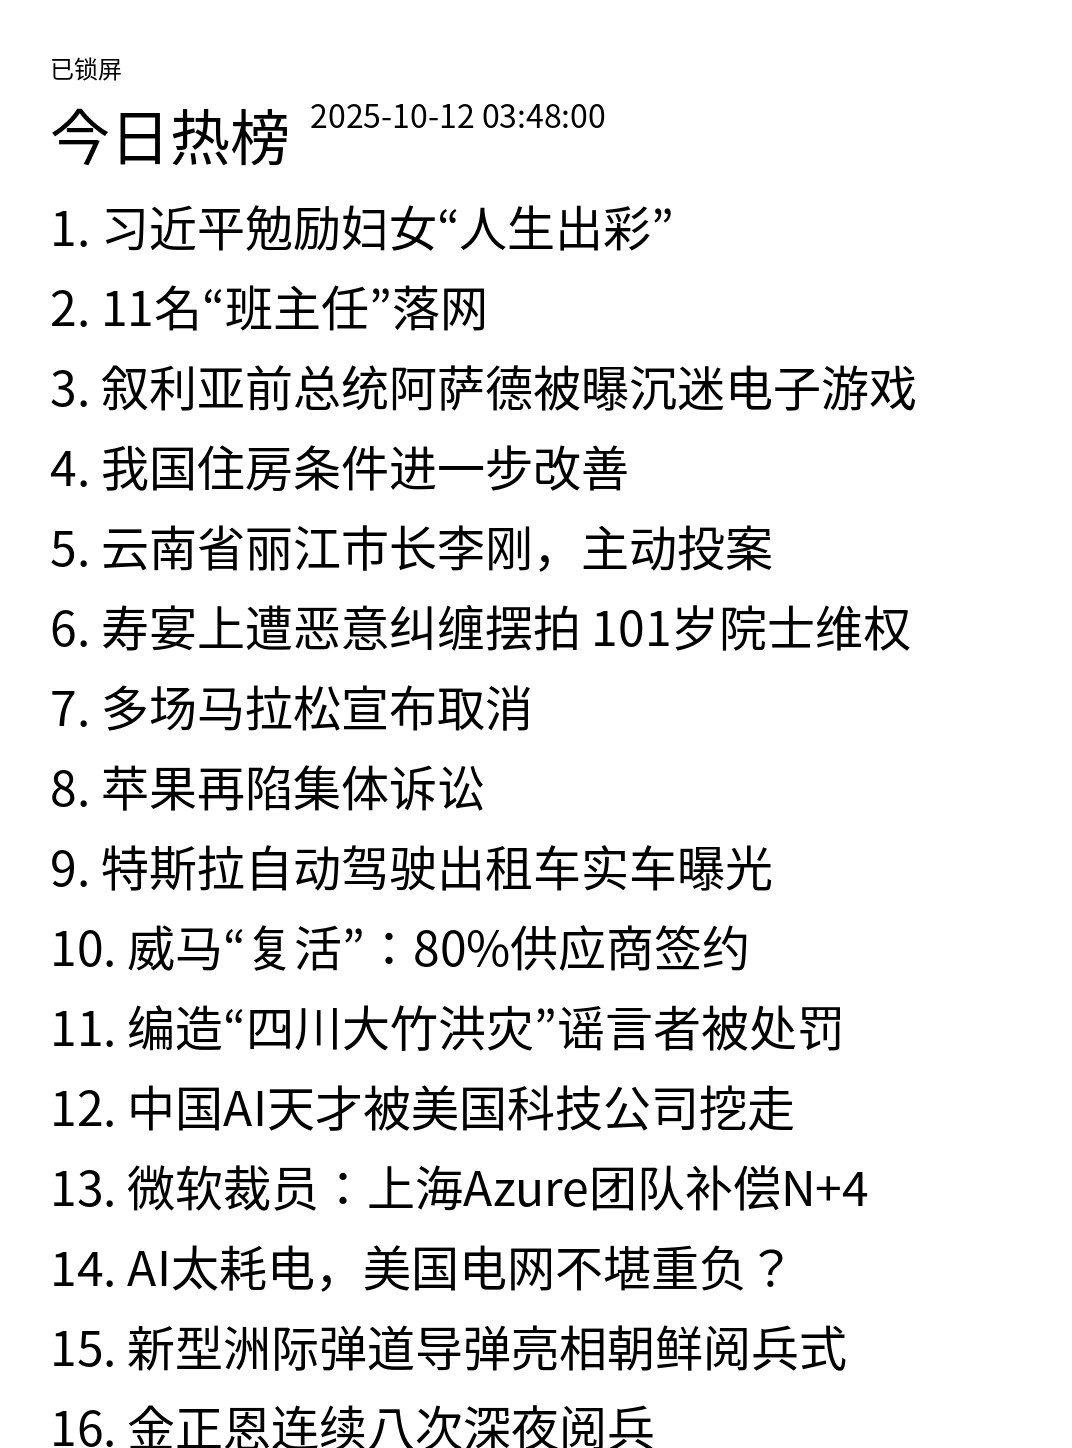 已锁屏
今日热榜 2025-10-12 03:48:00
1. 习近平勉励妇女“人生出彩”
2. 11名“班主任”落网
3. 叙利亚前总统阿萨德被曝沉迷电子游戏
4. 我国住房条件进一步改善
5. 云南省丽江市长李刚，主动投案
6. 寿宴上遭恶意纠缠摆拍 101岁院士维权
7. 多场马拉松宣布取消
8. 苹果再陷集体诉讼
9. 特斯拉自动驾驶出租车实车曝光
10. 威马“复活”：80%供应商签约
11. 编造“四川大竹洪灾”谣言者被处罚
12. 中国AI天才被美国科技公司挖走
13. 微软裁员：上海Azure团队补偿N+4
14. AI太耗电，美国电网不堪重负？
15. 新型洲际弹道导弹亮相朝鲜阅兵式
16. 金正恩连续八次深夜阅兵